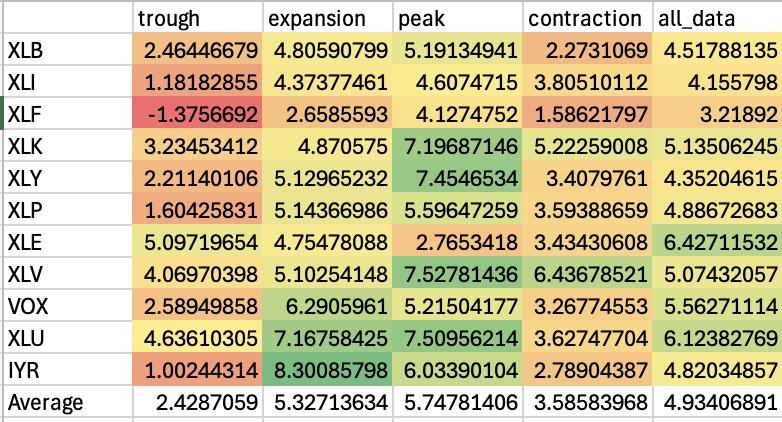 trough expansion peak contraction all_data
XLB 2.46446679 4.80590799 5.19134941 2.2731069 4.51788135
XLI 1.18182855 4.37377461 4.6074715 3.80510112 4.155798
XLF -1.3756692 2.6585593 4.1274752 1.58621797 3.21892
XLK 3.23453412 4.870575 7.19687146 5.22259008 5.13506245
XLY 2.21140106 5.12965232 7.4546534 3.4079761 4.35204615
XLP 1.60425831 5.14366986 5.59647259 3.59388659 4.88672683
XLE 5.09719654 4.75478088 2.7653418 3.43430608 6.42711532
XLV 4.06970398 5.10254148 7.52781436 6.43678521 5.07432057
VOX 2.58949858 6.2905961 5.21504177 3.26774553 5.56271114
XLU 4.63610305 7.16758425 7.50956214 3.62747704 6.12382769
IYR 1.00244314 8.30085798 6.03390104 2.78904387 4.82034857
Average 2.4287059 5.32713634 5.74781406 3.58583968 4.93406891